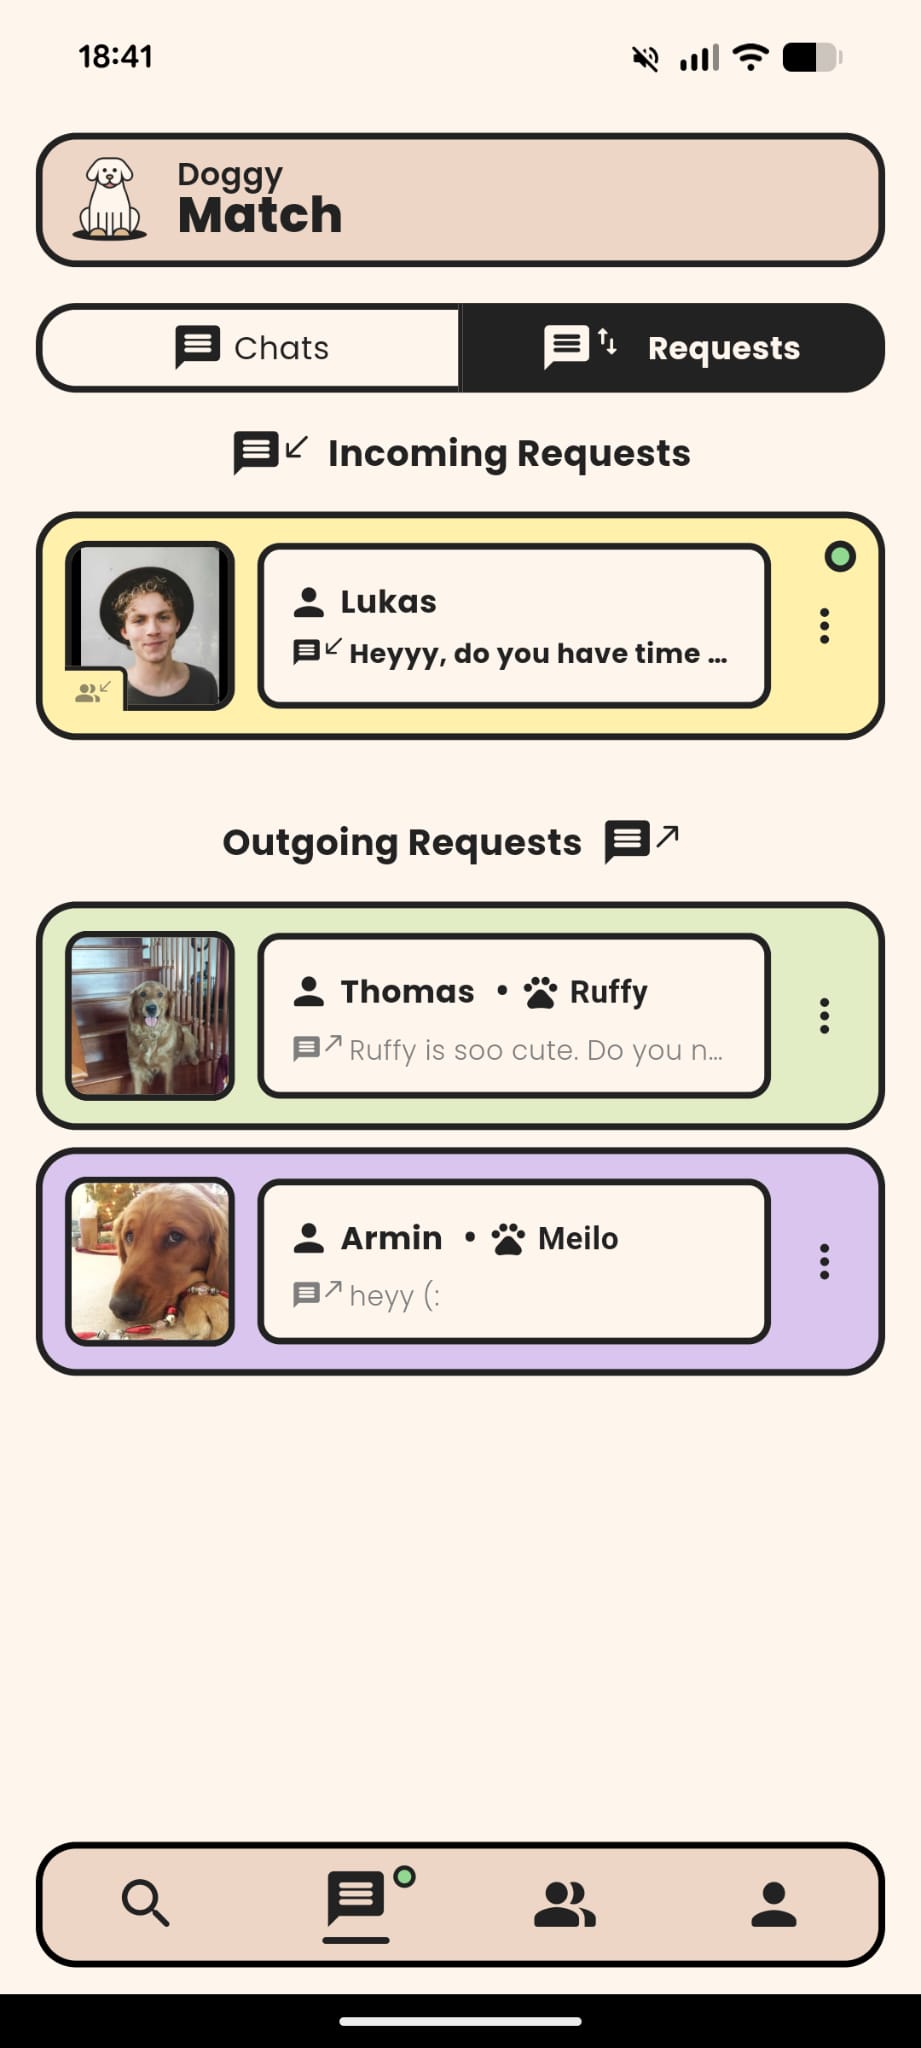 18:41
Doggy
Match
Chats
Requests
Incoming Requests
Lukas
Heyyy, do you have time ...
Outgoing Requests
Thomas • Ruffy
Ruffy is soo cute. Do you n...
Armin • Meilo
heyy (: